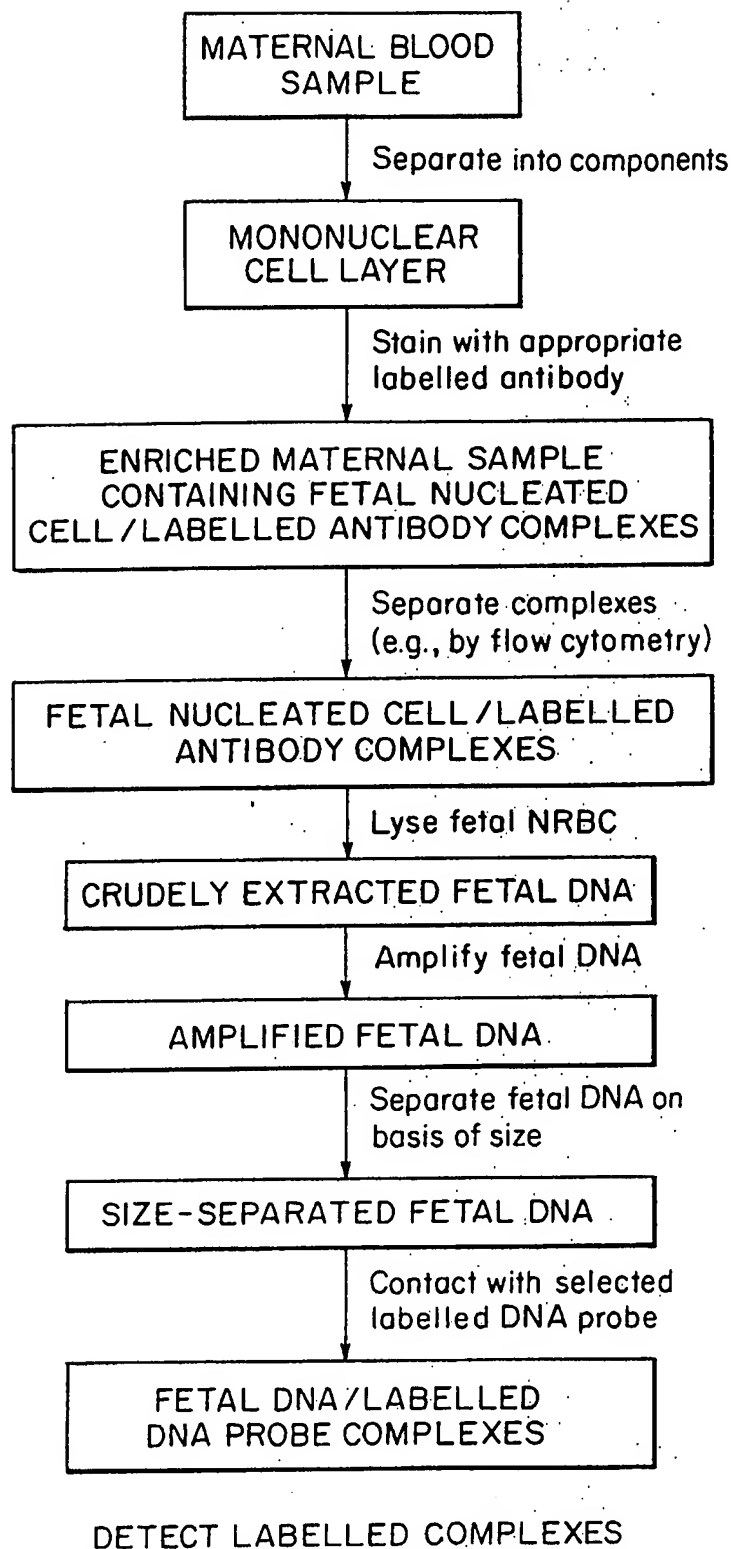 MATERNAL BLOOD
SAMPLE
Separate into components
MONONUCLEAR
CELL LAYER
Stain with appropriate
labelled antibody
ENRICHED MATERNAL SAMPLE
CONTAINING FETAL NUCLEATED
CELL/LABELLED ANTIBODY COMPLEXES
Separate complexes
(e.g., by flow cytometry)
FETAL NUCLEATED CELL/LABELLED
ANTIBODY COMPLEXES
Lyse fetal NRBC
CRUDELY EXTRACTED FETAL DNA
Amplify fetal DNA
AMPLIFIED FETAL DNA
Separate fetal DNA on
basis of size
SIZE-SEPARATED FETAL DNA
Contact with selected
labelled DNA probe
FETAL DNA/LABELLED
DNA PROBE COMPLEXES
DETECT LABELLED COMPLEXES